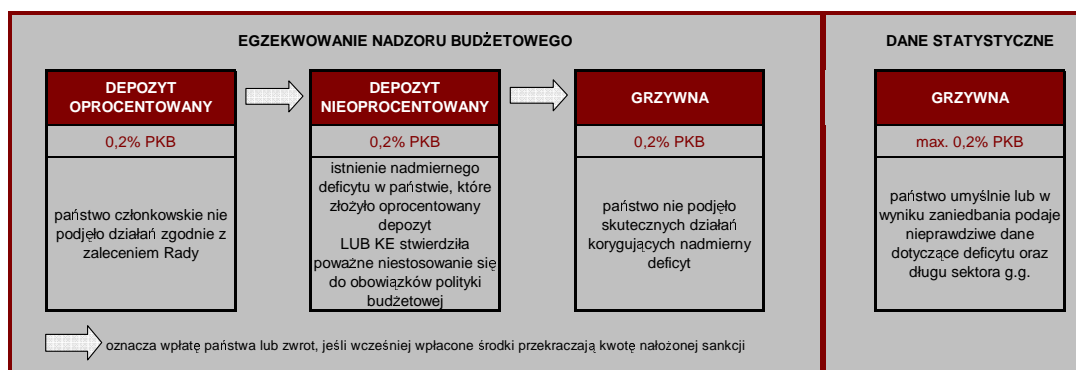 EGZEKWOWANIE NADZORU BUDŻETOWEGO
DEPOZYT
OPROCENTOWANY
0,2% PKB
państwo członkowskie nie
podjęło działań zgodnie z
zaleceniem Rady
DEPOZYT
NIEOPROCENTOWANY
0,2% PKB
istnienie nadmiernego
deficytu w państwie, które
złożyło oprocentowany
depozyt
LUB KE stwierdziła
poważne niestosowanie się
do obowiązków polityki
budżetowej
GRZYWNA
0,2% PKB
państwo nie podjęło
skutecznych działań
korygujących nadmierny
deficyt
oznacza wpłatę państwa lub zwrot, jeśli wcześniej wpłacone środki przekraczają kwotę nałożonej sankcji
DANE STATYSTYCZNE
GRZYWNA
max. 0,2% PKB
państwo umyślnie lub w
wyniku zaniedbania podaje
nieprawdziwe dane
dotyczące deficytu oraz
długu sektora g.g.